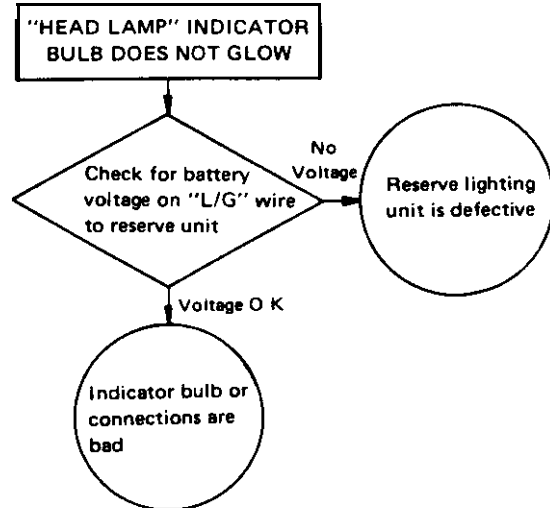 "HEAD LAMP" INDICATOR
BULB DOES NOT GLOW
Check for battery
voltage on "L/G" wire
to reserve unit
No
Voltage
Reserve lighting
unit is defective
Voltage O K
Indicator bulb or
connections are
bad